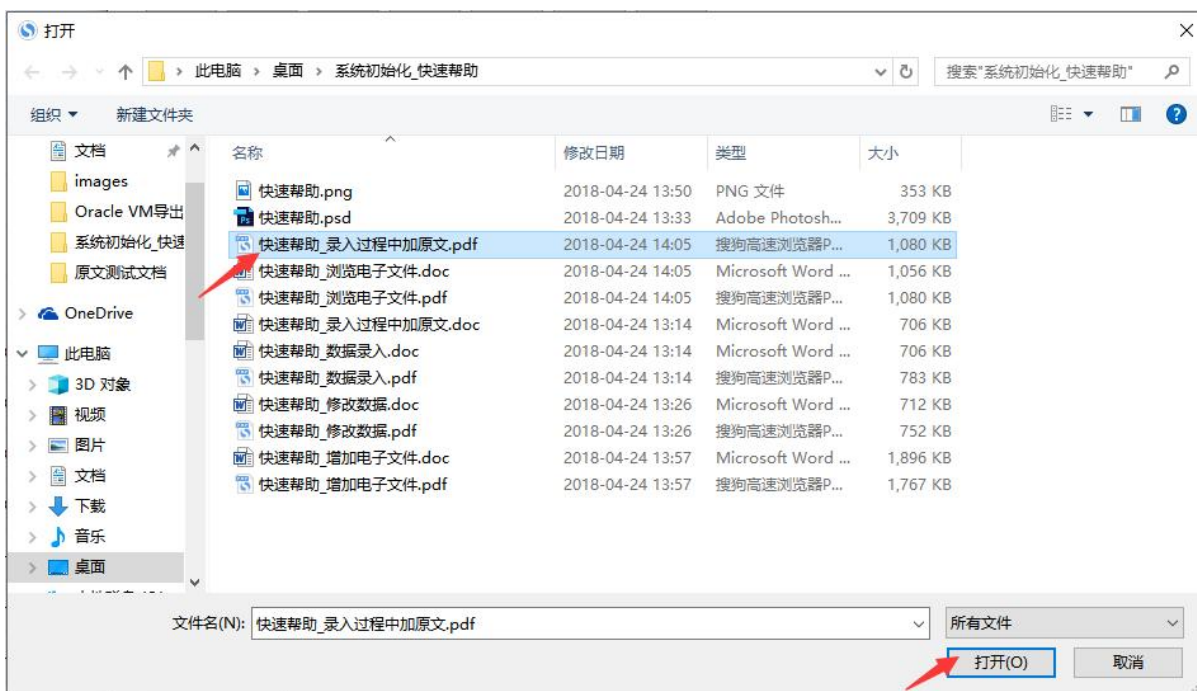 打开
此电脑 > 桌面 > 系统初始化_快速帮助
搜索"系统初始化_快速帮助"
组织 新建文件夹
文档
images
Oracle VM导出
系统初始化_快速
原文测试文档
OneDrive
此电脑
3D 对象
视频
图片
文档
下载
音乐
桌面
名称 修改日期 类型 大小
快速帮助.png 2018-04-24 13:50 PNG 文件 353 KB
快速帮助.psd 2018-04-24 13:33 Adobe Photosh... 3,709 KB
快速帮助_录入过程中加原文.pdf 2018-04-24 14:05 搜狗高速浏览器P... 1,080 KB
快速帮助_浏览电子文件.doc 2018-04-24 14:05 Microsoft Word ... 1,056 KB
快速帮助_浏览电子文件.pdf 2018-04-24 14:05 搜狗高速浏览器P... 1,080 KB
快速帮助_录入过程中加原文.doc 2018-04-24 13:14 Microsoft Word ... 706 KB
快速帮助_数据录入.doc 2018-04-24 13:14 Microsoft Word ... 706 KB
快速帮助_数据录入.pdf 2018-04-24 13:14 搜狗高速浏览器P... 783 KB
快速帮助_修改数据.doc 2018-04-24 13:26 Microsoft Word ... 712 KB
快速帮助_修改数据.pdf 2018-04-24 13:26 搜狗高速浏览器P... 752 KB
快速帮助_增加电子文件.doc 2018-04-24 13:57 Microsoft Word ... 1,896 KB
快速帮助_增加电子文件.pdf 2018-04-24 13:57 搜狗高速浏览器P... 1,767 KB
文件名(N): 快速帮助_录入过程中加原文.pdf 所有文件
打开(O) 取消